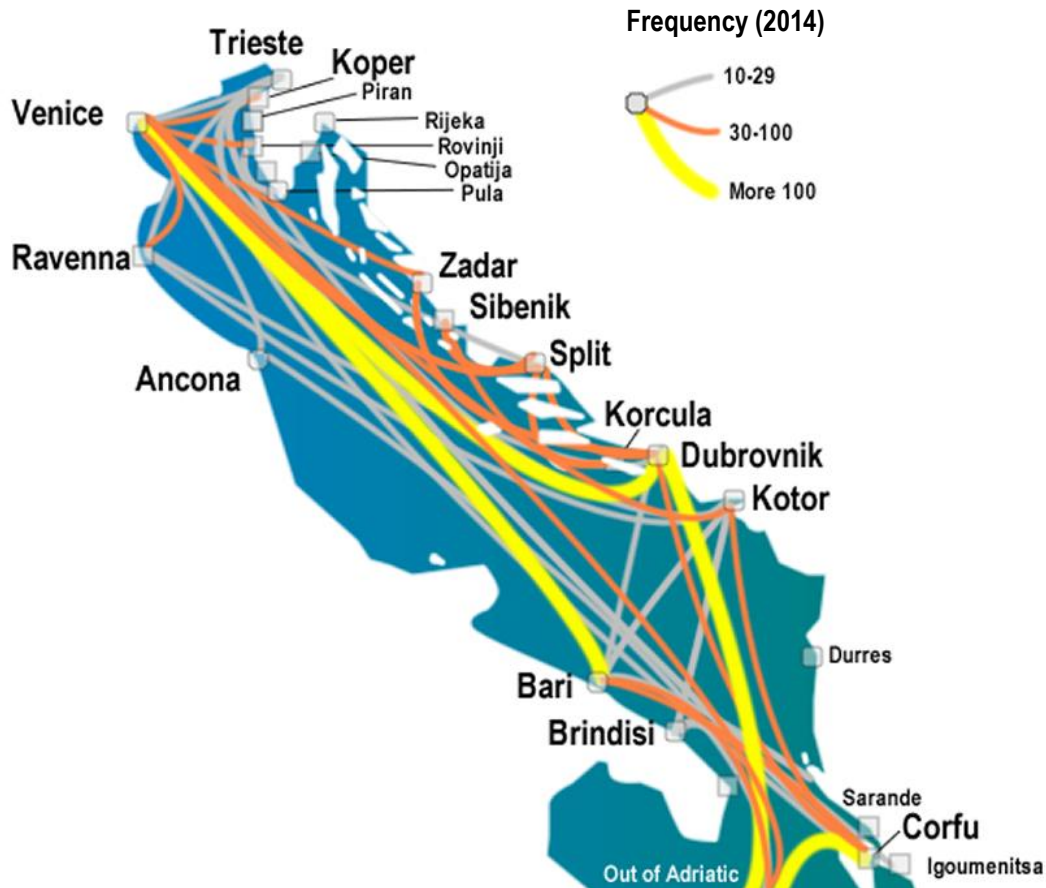 Frequency (2014)
10-29
30-100
More 100
Trieste
Koper
Piran
Venice
Rijeka
Rovinji
Opatija
Pula
Ravenna
Zadar
Sibenik
Split
Ancona
Korcula
Dubrovnik
Kotor
Durres
Bari
Brindisi
Sarande
Corfu
Igoumenitsa
Out of Adriatic